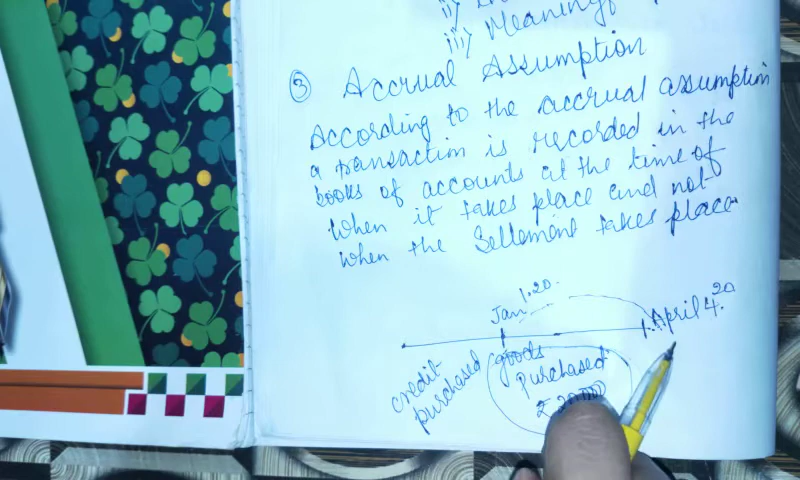 ii)
iii) Meaning
③ Accrual Assumption
According to the accrual assumption
a transaction is recorded in the
books of accounts at the time of
when it takes place and not
when the Settlement takes place
Jan 1.20.
April 4. 20
credit purchased
goods purchased